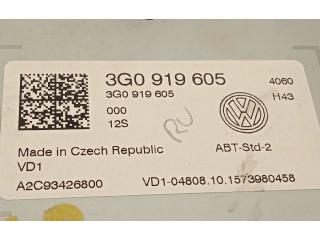 3G0 919 605 4060
3G0 919 605 H43
000
12S
RU
Made in Czech Republic ABT-Std-2
VD1
A2C93426800 VD1-04808.10.1573980458